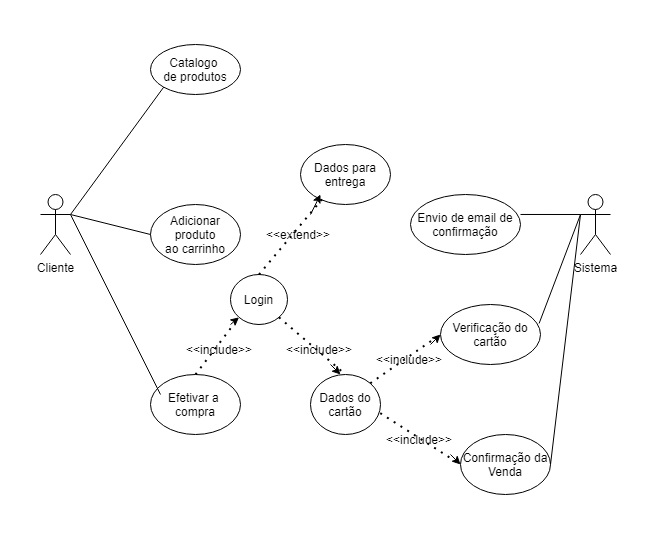 Catalogo
de produtos
Dados para
entrega
Adicionar
produto
ao carrinho
Envio de email de
confirmação
<<extend>>
Cliente
Sistema
Login
Verificação do
cartão
<<include>>
<<include>>
<<include>>
Efetivar a
compra
Dados do
cartão
<<include>>
Confirmação da
Venda